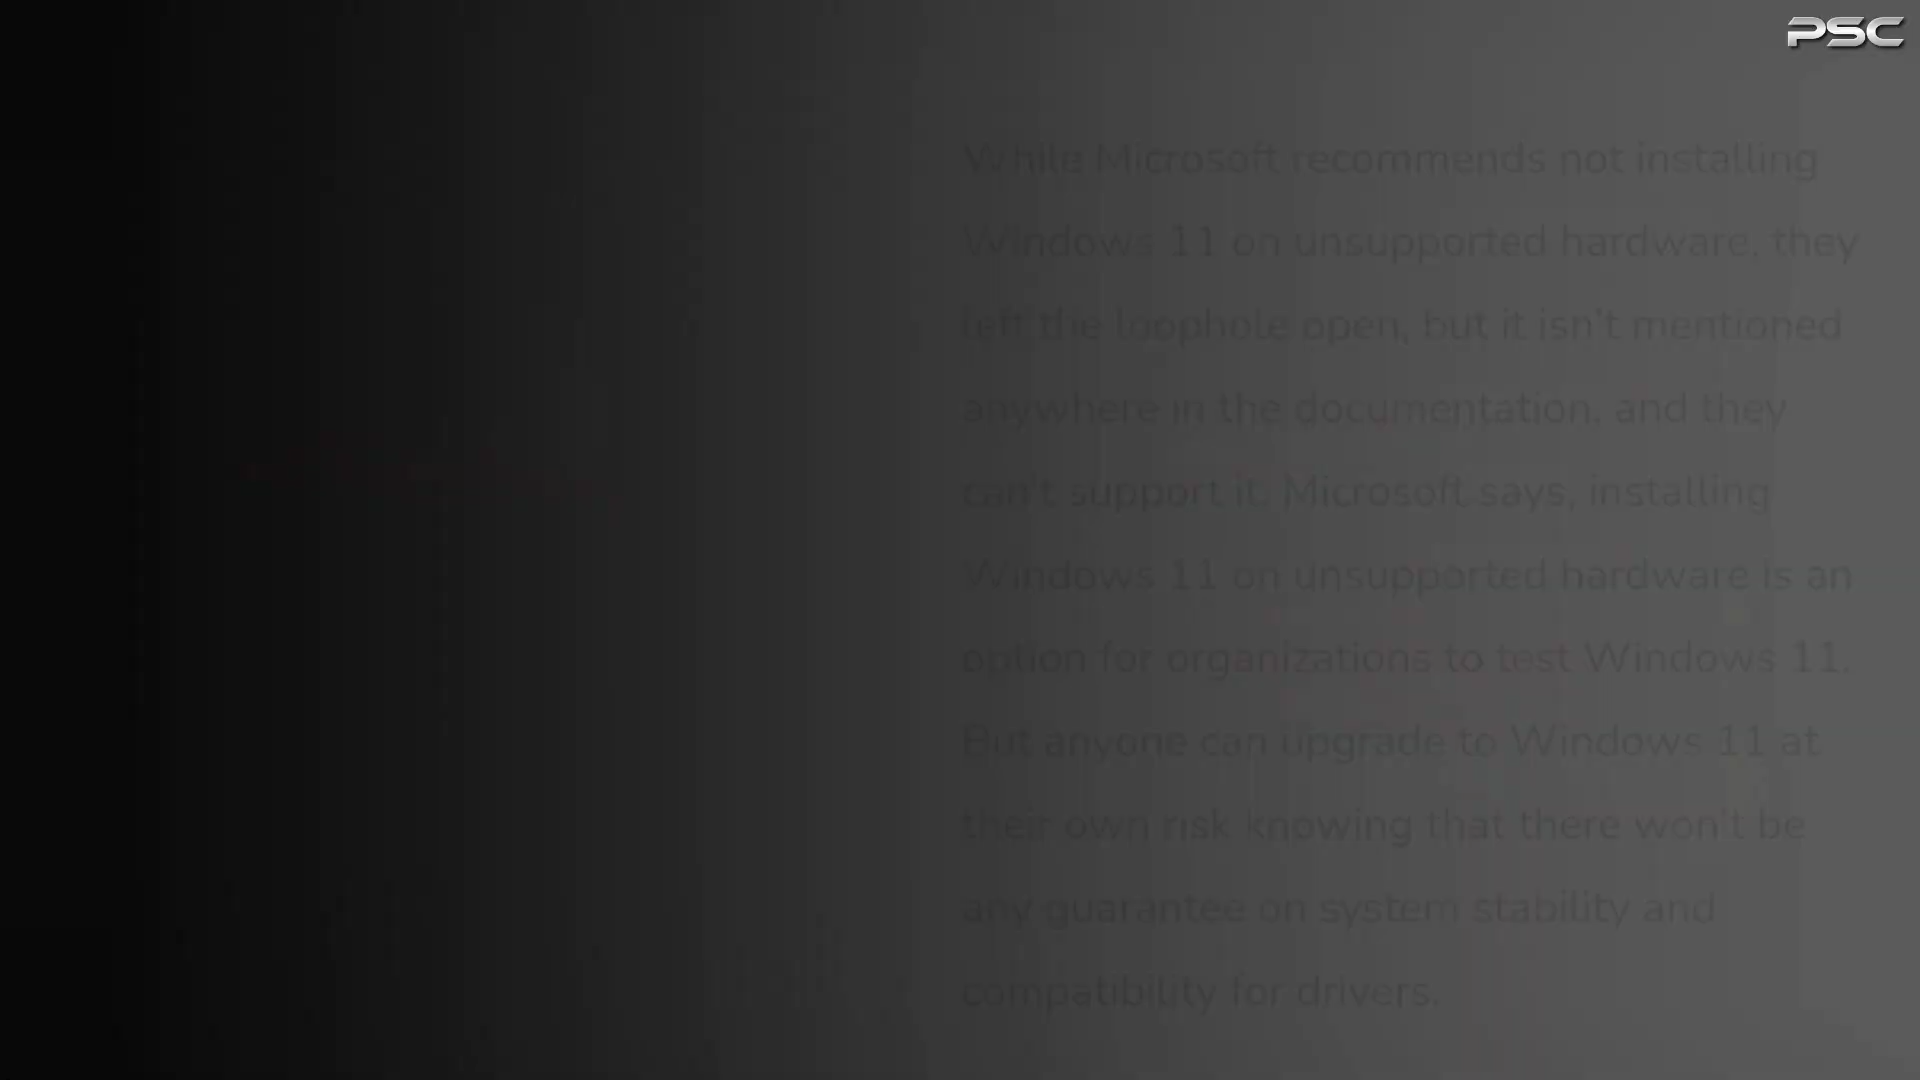 PSC
While Microsoft recommends not installing
Windows 11 on unsupported hardware, they
left the loophole open, but it isn't mentioned
anywhere in the documentation, and they
can't support it. Microsoft says, installing
Windows 11 on unsupported hardware is an
option for organizations to test Windows 11.
But anyone can upgrade to Windows 11 at
their own risk knowing that there won't be
any guarantee on system stability and
compatibility for drivers.